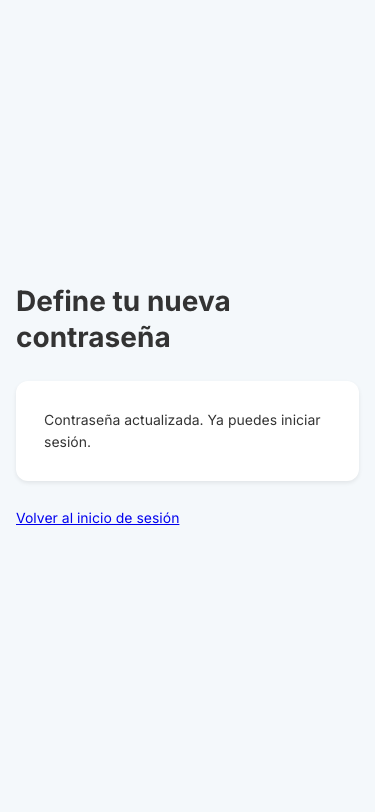 Define tu nueva
contraseña
Contraseña actualizada. Ya puedes iniciar
sesión.
Volver al inicio de sesión